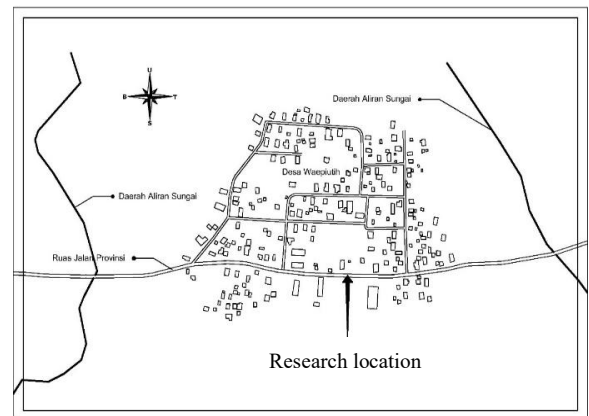 U
B T
S
Daerah Aliran Sungai
Desa Waepiutih
Daerah Aliran Sungai
Ruas Jalan Provinsi
Research location